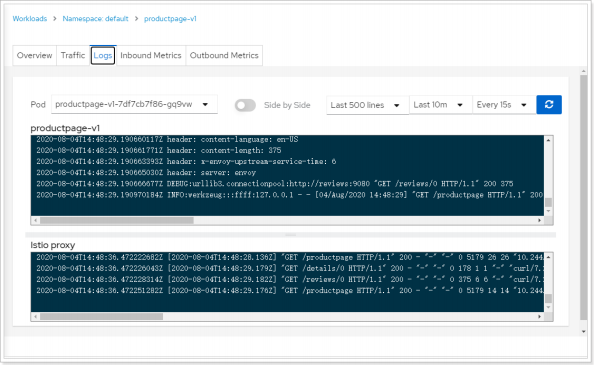 Workloads > Namespace: default > productpage-v1
Overview Traffic Logs Inbound Metrics Outbound Metrics
Pod productpage-v1-7df7cb7f86-gq9vw Side by Side Last 500 lines Last 10m Every 15s
productpage-v1
2020-08-04T14:48:29.190660117Z header: content-language: en-US
2020-08-04T14:48:29.190661771Z header: content-length: 375
2020-08-04T14:48:29.190663393Z header: x-envoy-upstream-service-time: 6
2020-08-04T14:48:29.190665030Z header: server: envoy
2020-08-04T14:48:29.190666677Z DEBUG:urllib3.connectionpool:http://reviews:9080 "GET /reviews/0 HTTP/1.1" 200 375
2020-08-04T14:48:29.190970184Z INFO:werkzeug:::ffff:127.0.0.1 - - [04/Aug/2020 14:48:29] "GET /productpage HTTP/1.1" 200
Istio proxy
2020-08-04T14:48:36.472222682Z [2020-08-04T14:48:28.136Z] "GET /productpage HTTP/1.1" 200 - "-" "-" 0 5179 26 26 "10.244.
2020-08-04T14:48:36.472226043Z [2020-08-04T14:48:29.179Z] "GET /details/0 HTTP/1.1" 200 - "-" "-" 0 178 1 1 "-" "curl/7.
2020-08-04T14:48:36.472228314Z [2020-08-04T14:48:29.182Z] "GET /reviews/0 HTTP/1.1" 200 - "-" "-" 0 375 6 6 "-" "curl/7.
2020-08-04T14:48:36.472251282Z [2020-08-04T14:48:29.176Z] "GET /productpage HTTP/1.1" 200 - "-" "-" 0 5179 14 14 "10.244.